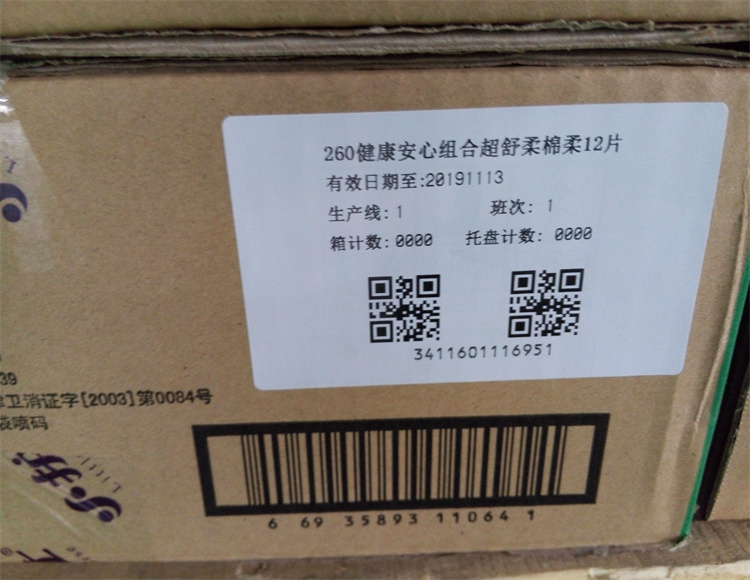 260健康安心组合超舒柔棉柔12片
有效日期至:20191113
生产线: 1 班次: 1
箱计数: 0000 托盘计数: 0000
3411601116951
39
卫消证字[2003]第0084号
喷码
6 69 35893 11064 1